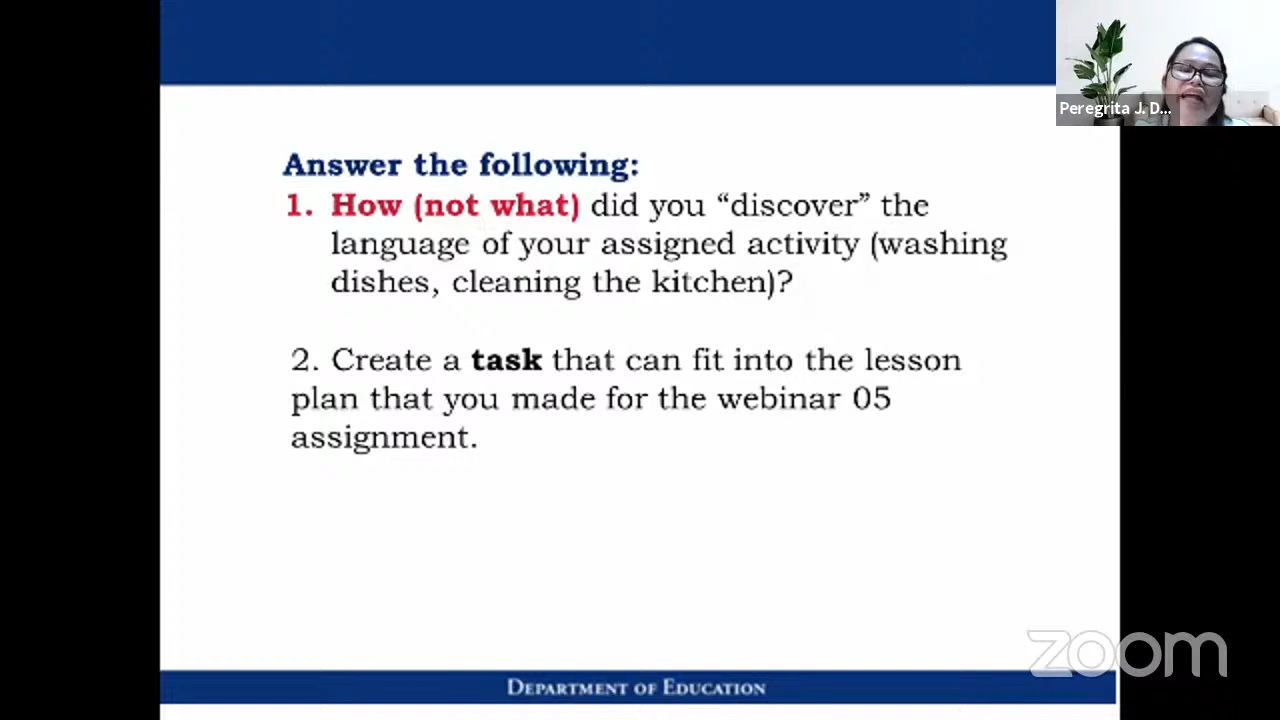 Peregrita J. D...
Answer the following:
1. How (not what) did you “discover” the
language of your assigned activity (washing
dishes, cleaning the kitchen)?
2. Create a task that can fit into the lesson
plan that you made for the webinar 05
assignment.
zoom
DEPARTMENT OF EDUCATION